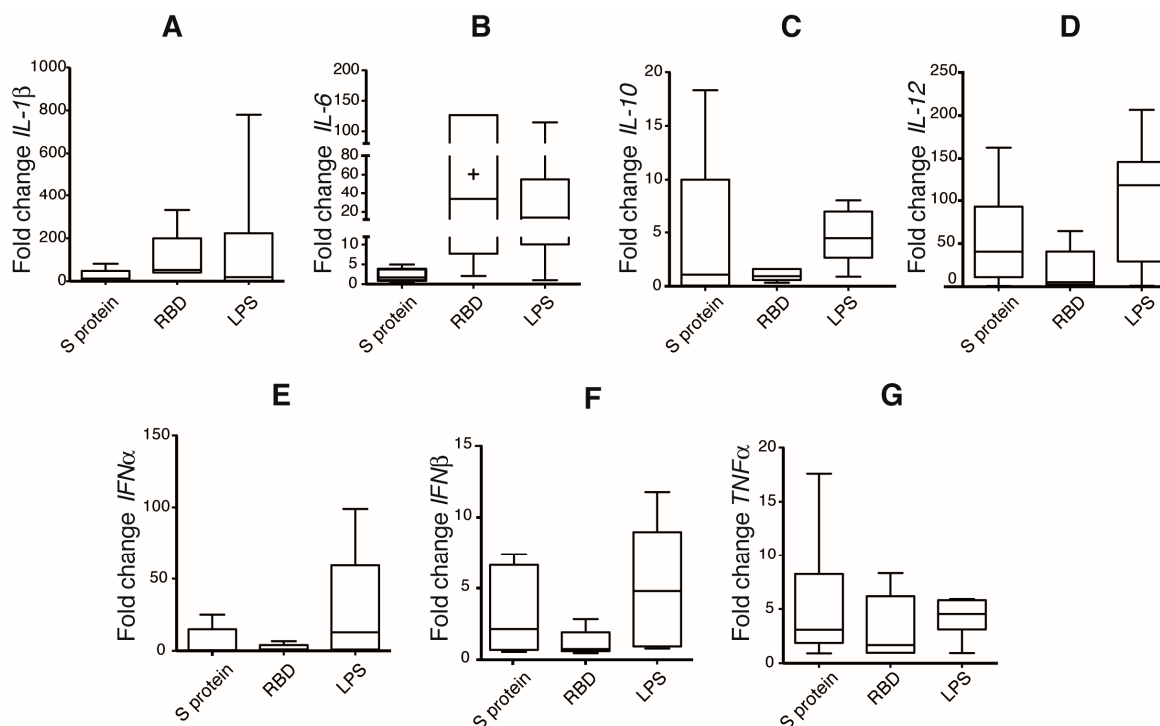 A
B
C
D
Fold change IL-1β
1000
800
600
400
200
0
S protein
RBD
LPS
Fold change IL-6
200
150
100
80
60
40
20
10
5
0
+
S protein
RBD
LPS
Fold change IL-10
20
15
10
5
0
S protein
RBD
LPS
Fold change IL-12
250
200
150
100
50
0
S protein
RBD
LPS
E
F
G
Fold change IFNα
150
100
50
0
S protein
RBD
LPS
Fold change IFNβ
15
10
5
0
S protein
RBD
LPS
Fold change TNFα
20
15
10
5
0
S protein
RBD
LPS